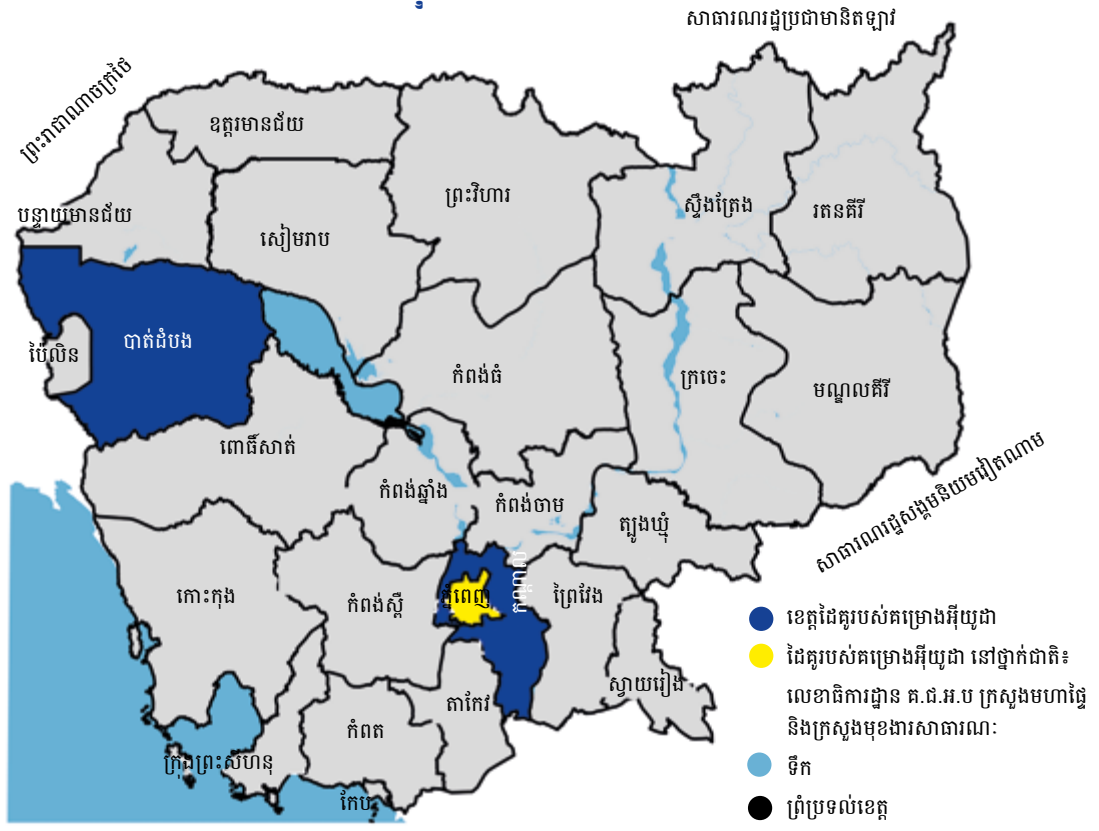 សាធារណរដ្ឋប្រជាមានិតឡាវ
ព្រះរាជាណាចក្រថៃ
ឧត្តរមានជ័យ
ព្រះវិហារ
ស្ទឹងត្រែង
រតនគីរី
បន្ទាយមានជ័យ
សៀមរាប
បាត់ដំបង
ប៉ៃលិន
កំពង់ធំ
ក្រចេះ
មណ្ឌលគីរី
ពោធិ៍សាត់
កំពង់ឆ្នាំង
កំពង់ចាម
ត្បូងឃ្មុំ
សាធារណរដ្ឋសង្គមនិយមវៀតណាម
កោះកុង
កំពង់ស្ពឺ
ភ្នំពេញ
កណ្តាល
ព្រៃវែង
ស្វាយរៀង
តាកែវ
កំពត
ក្រុងព្រះសីហនុ
កែប
ខេត្តដៃគូរបស់គម្រោងអ៊ីយូដា
ដៃគូរបស់គម្រោងអ៊ីយូដា នៅថ្នាក់ជាតិ៖
លេខាធិការដ្ឋាន គ.ជ.អ.ប ក្រសួងមហាផ្ទៃ
និងក្រសួងមុខងារសាធារណៈ
ទឹក
ព្រំប្រទល់ខេត្ត